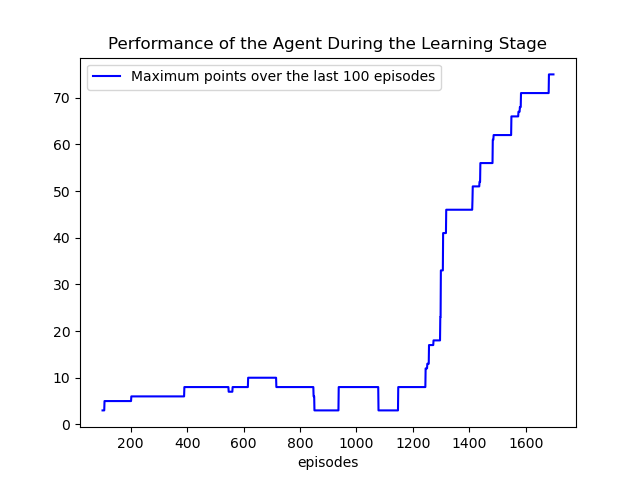 Performance of the Agent During the Learning Stage
Maximum points over the last 100 episodes
70
60
50
40
30
20
10
0
200 400 600 800 1000 1200 1400 1600
episodes